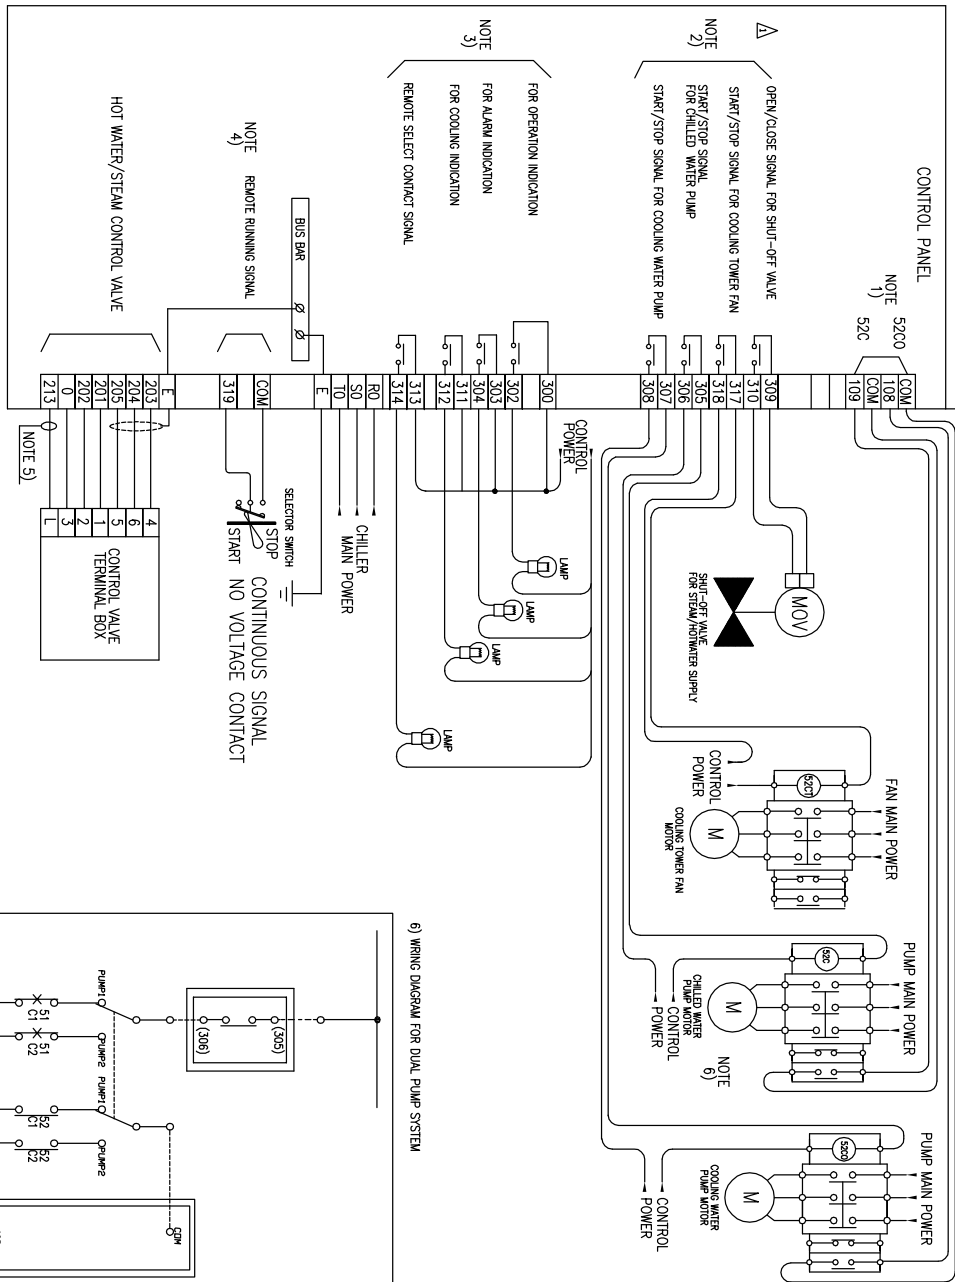 CONTROL PANEL
NOTE
1)
52CO
52C
OPEN/CLOSE SIGNAL FOR SHUT-OFF VALVE
START/STOP SIGNAL FOR COOLING TOWER FAN
NOTE
2)
START/STOP SIGNAL
FOR CHILLED WATER PUMP
START/STOP SIGNAL FOR COOLING WATER PUMP
NOTE
3)
FOR OPERATION INDICATION
FOR ALARM INDICATION
FOR COOLING INDICATION
REMOTE SELECT CONTACT SIGNAL
BUS BAR
NOTE
4)
REMOTE RUNNING SIGNAL
HOT WATER/STEAM CONTROL VALVE
COM
108
COM
109
309
310
317
318
305
306
307
308
300
302
303
304
311
312
313
314
RO
SO
TO
E
COM
319
E
203
204
205
201
202
0
213
MOV
SHUT-OFF VALVE
FOR STEAM/HOTWATER SUPPLY
FAN MAIN POWER
52CT
CONTROL
POWER
M
COOLING TOWER FAN
MOTOR
PUMP MAIN POWER
52C
CONTROL
POWER
M
CHILLED WATER
PUMP MOTOR
NOTE
6)
PUMP MAIN POWER
52CO
CONTROL
POWER
M
COOLING WATER
PUMP MOTOR
CONTROL
POWER
LAMP
LAMP
LAMP
LAMP
CHILLER
MAIN POWER
SELECTOR SWITCH
STOP
START
CONTINUOUS SIGNAL
NO VOLTAGE CONTACT
NOTE 5)
4
6
5
1
2
3
L
CONTROL VALVE
TERMINAL BOX
6) WIRING DIAGRAM FOR DUAL PUMP SYSTEM
(305)
(306)
PUMP1
PUMP2
PUMP1
PUMP2
51
C1
51
C2
52
C1
52
C2
COM